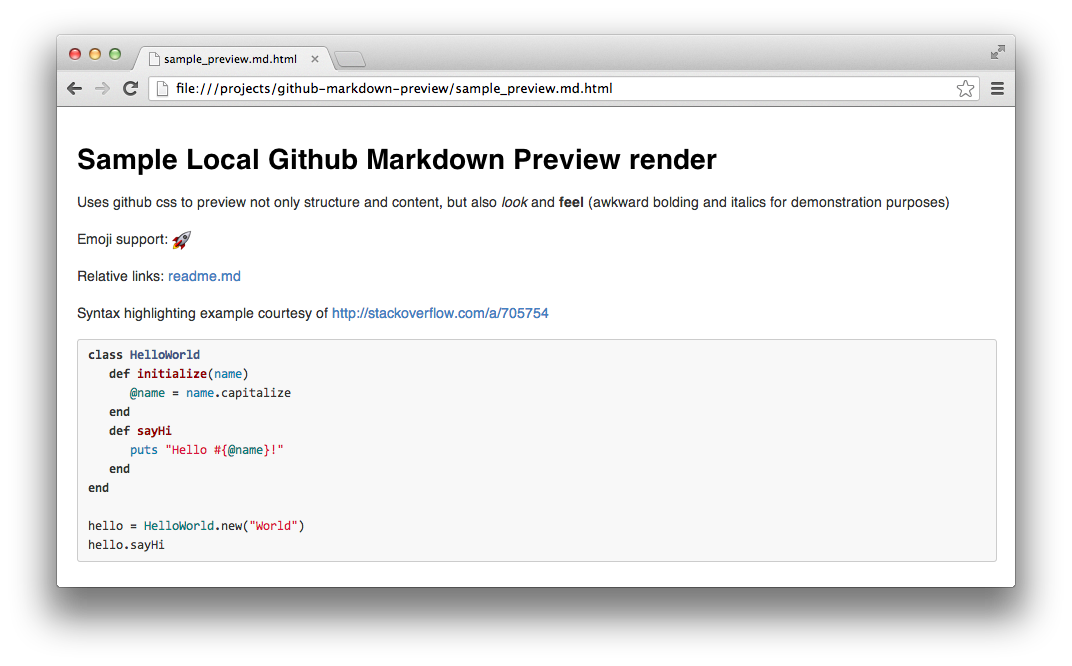 sample_preview.md.html
file:///projects/github-markdown-preview/sample_preview.md.html
Sample Local Github Markdown Preview render
Uses github css to preview not only structure and content, but also look and feel (awkward bolding and italics for demonstration purposes)
Emoji support: 🚀
Relative links: readme.md
Syntax highlighting example courtesy of http://stackoverflow.com/a/705754
class HelloWorld
   def initialize(name)
      @name = name.capitalize
   end
   def sayHi
      puts "Hello #{@name}!"
   end
end

hello = HelloWorld.new("World")
hello.sayHi